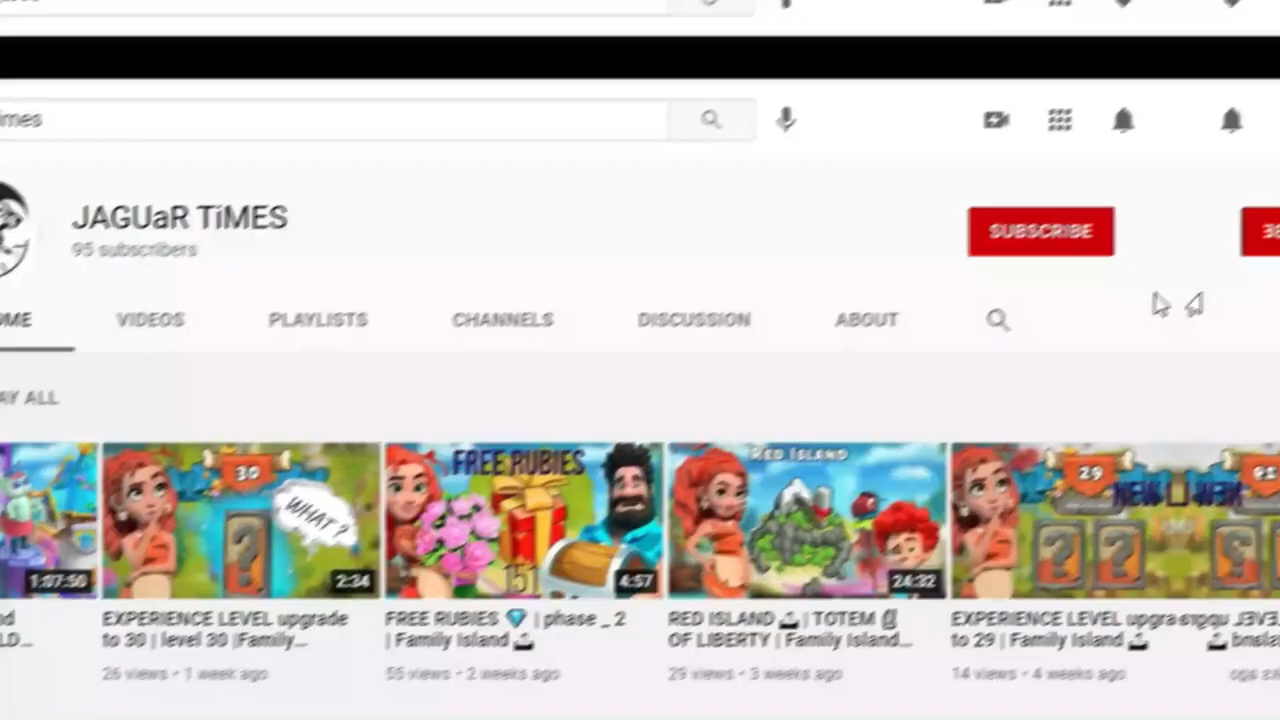 imes
JAGUaR TiMES
95 subscribers
SUBSCRIBE
OME
VIDEOS
PLAYLISTS
CHANNELS
DISCUSSION
ABOUT
AY ALL
1:07:50
30
WHAT?
2:34
FREE RUBIES
151
4:57
RED ISLAND
24:32
29
NEW
EXPERIENCE LEVEL upgrade
to 30 | level 30 |Family...
26 views • 1 week ago
FREE RUBIES 💎 | phase _ 2
| Family Island 🏝
55 views • 2 weeks ago
RED ISLAND 🏝 | TOTEM 🗿
OF LIBERTY | Family Island...
29 views • 3 weeks ago
EXPERIENCE LEVEL upgra
to 29 | Family Island 🏝
14 views • 4 weeks ago